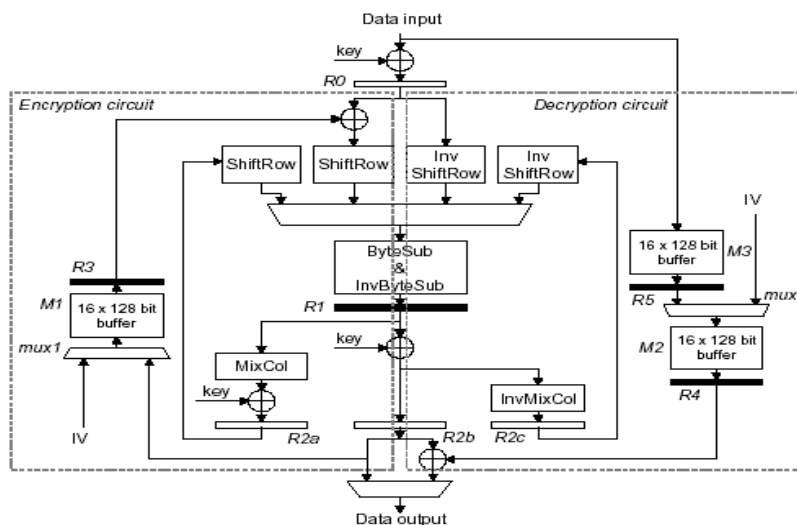 Data input
key
R0
Encryption circuit
Decryption circuit
ShiftRow
ShiftRow
Inv
ShiftRow
Inv
ShiftRow
IV
ByteSub
&
InvByteSub
R1
R3
M1
16 x 128 bit
buffer
mux1
16 x 128 bit
buffer
M3
R5
mux
M2
16 x 128 bit
buffer
R4
key
MixCol
key
InvMixCol
IV
R2a
R2b
R2c
Data output